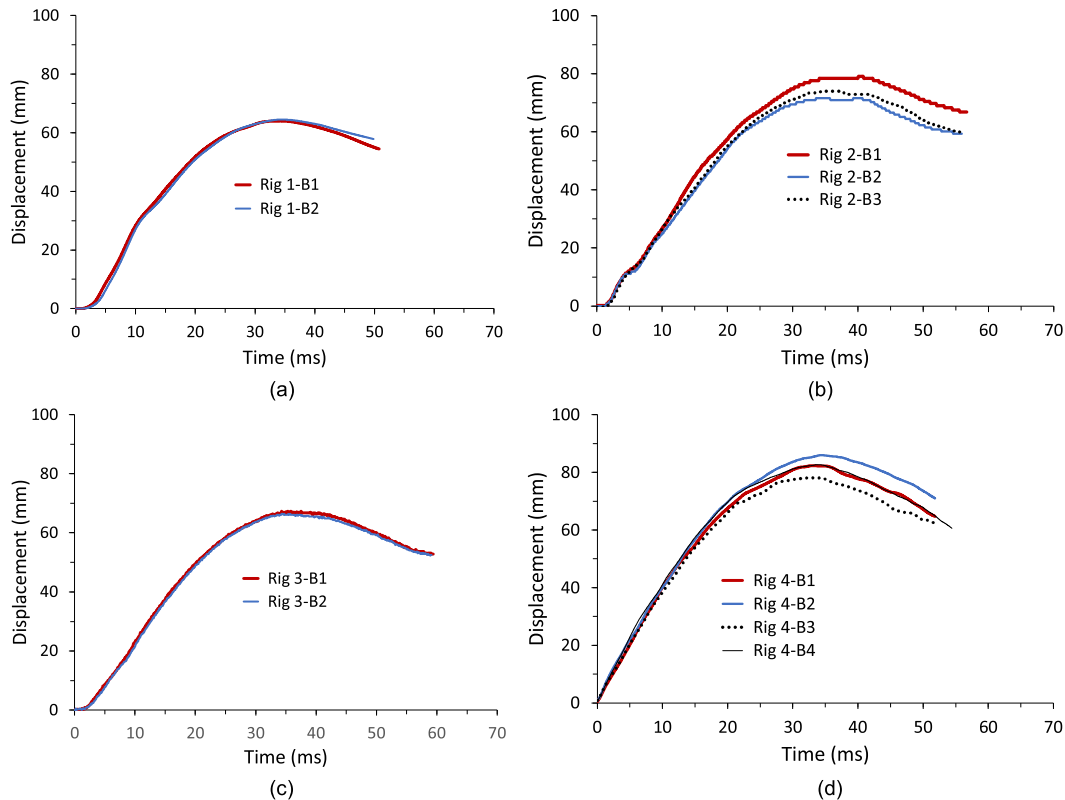 100
80
60
40
20
0
Displacement (mm)
Rig 1-B1
Rig 1-B2
0 10 20 30 40 50 60 70
Time (ms)
(a)
100
80
60
40
20
0
Displacement (mm)
Rig 2-B1
Rig 2-B2
Rig 2-B3
0 10 20 30 40 50 60 70
Time (ms)
(b)
100
80
60
40
20
0
Displacement (mm)
Rig 3-B1
Rig 3-B2
0 10 20 30 40 50 60 70
Time (ms)
(c)
100
80
60
40
20
0
Displacement (mm)
Rig 4-B1
Rig 4-B2
Rig 4-B3
Rig 4-B4
0 10 20 30 40 50 60 70
Time (ms)
(d)